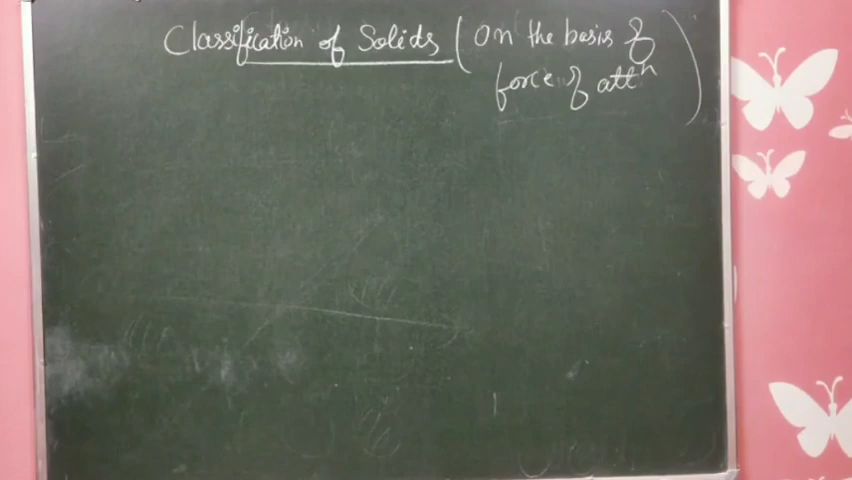 Classification of Solids (on the basis of
force of attn)